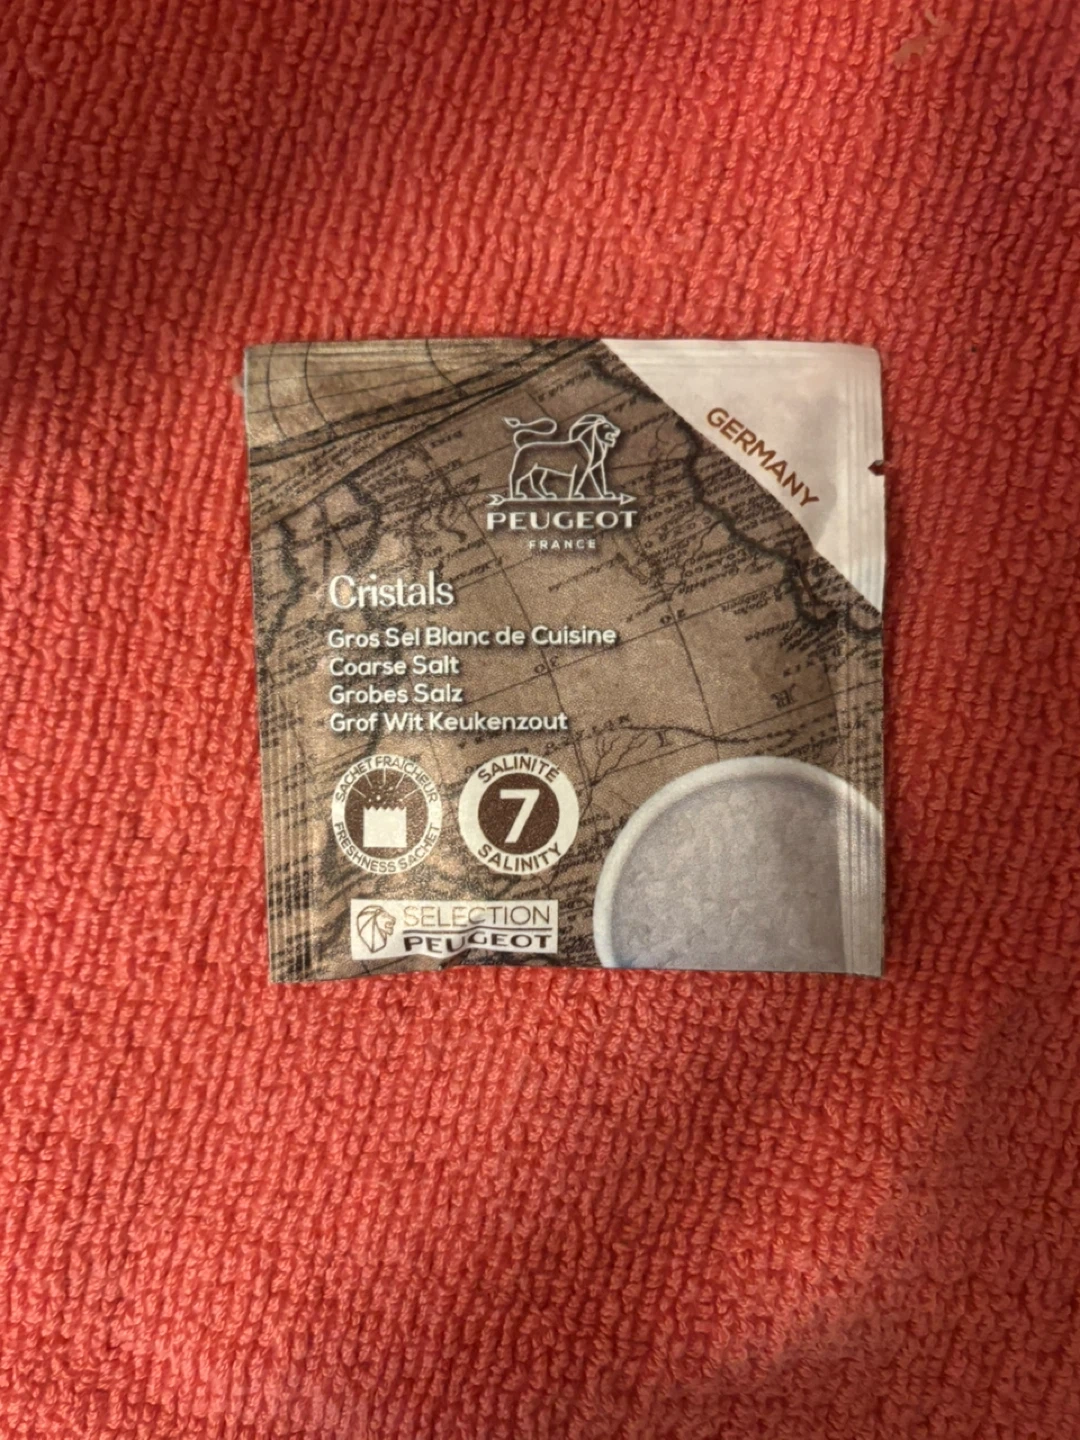 GERMANY
PEUGEOT
FRANCE
Cristals
Gros Sel Blanc de Cuisine
Coarse Salt
Grobes Salz
Grof Wit Keukenzout
SACHET FRAÎCHEUR
FRESHNESS SACHET
SALINITÉ
7
SALINITY
SELECTION
PEUGEOT